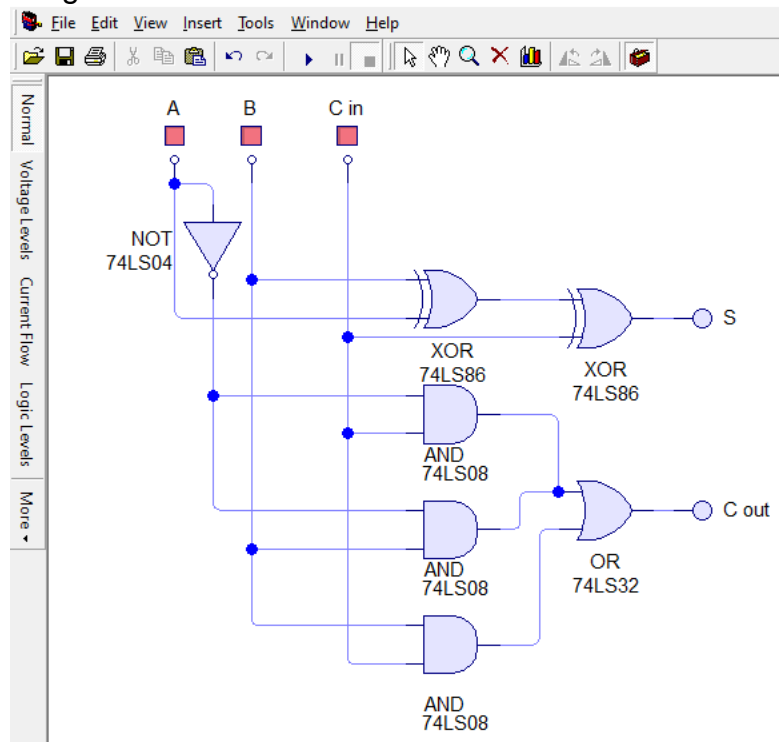 File Edit View Insert Tools Window Help
Normal
Voltage Levels
Current Flow
Logic Levels
More
A B C in
NOT
74LS04
XOR
74LS86
S
XOR
74LS86
AND
74LS08
C out
AND
74LS08
OR
74LS32
AND
74LS08